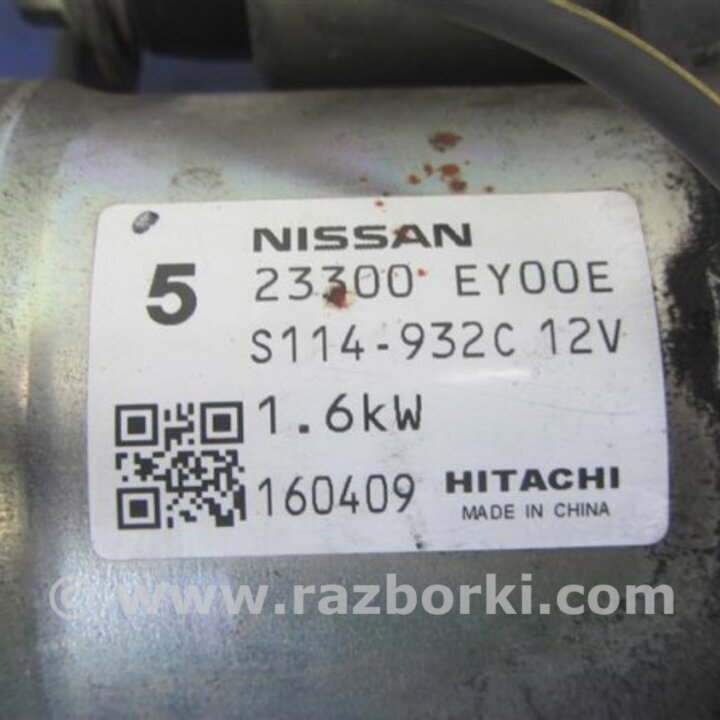 NISSAN
5
23300 EY00E
S114-932C 12V
1.6kW
160409
HITACHI
MADE IN CHINA
© www.razborki.com